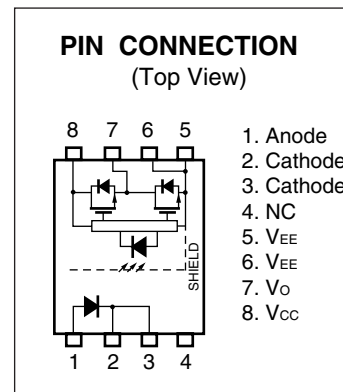 PIN CONNECTION
(Top View)
8 7 6 5
SHIELD
1 2 3 4
1. Anode
2. Cathode
3. Cathode
4. NC
5. VEE
6. VEE
7. VO
8. VCC